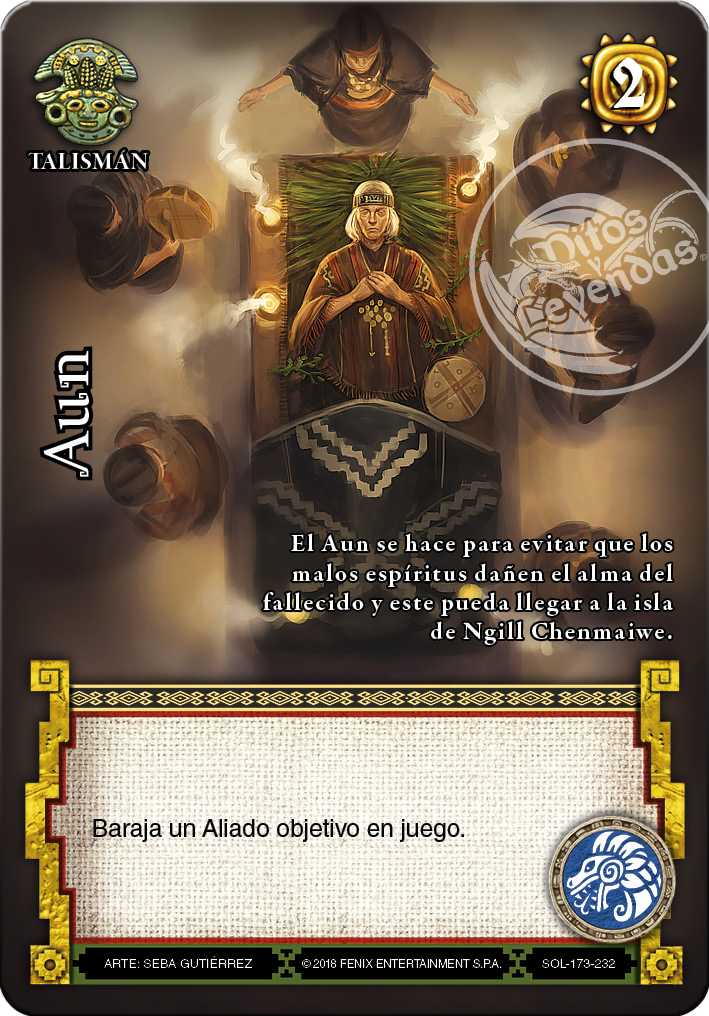 2
TALISMÁN
Mitos
y
Leyendas
Aun
El Aun se hace para evitar que los
malos espíritus dañen el alma del
fallecido y este pueda llegar a la isla
de Ngill Chenmaiwe.
Baraja un Aliado objetivo en juego.
ARTE: SEBA GUTIÉRREZ
© 2018 FENIX ENTERTAINMENT S.P.A.
SOL-173-232